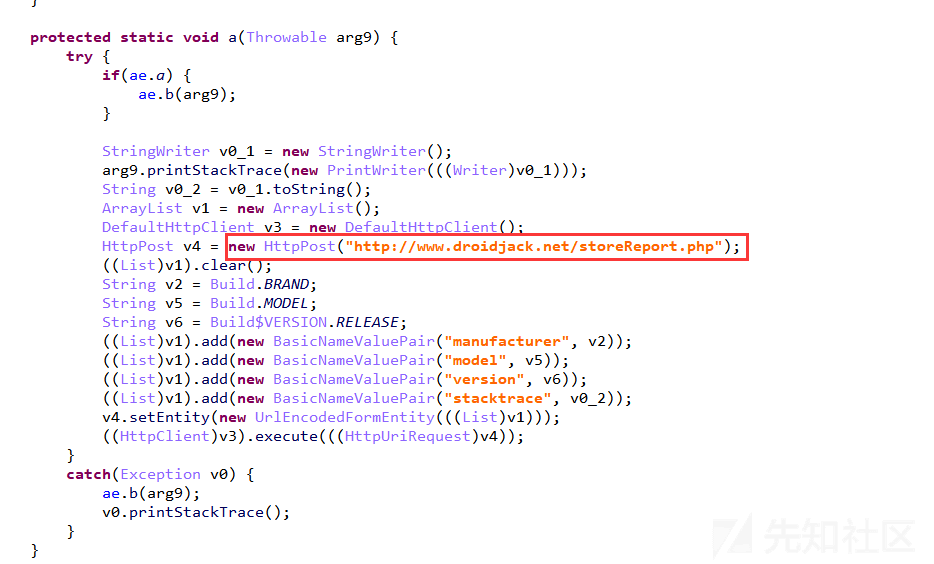 }
protected static void a(Throwable arg9) {
try {
if(ae.a) {
ae.b(arg9);
}
StringWriter v0_1 = new StringWriter();
arg9.printStackTrace(new PrintWriter(((Writer)v0_1)));
String v0_2 = v0_1.toString();
ArrayList v1 = new ArrayList();
DefaultHttpClient v3 = new DefaultHttpClient();
HttpPost v4 = new HttpPost("http://www.droidjack.net/storeReport.php");
((List)v1).clear();
String v2 = Build.BRAND;
String v5 = Build.MODEL;
String v6 = Build$VERSION.RELEASE;
((List)v1).add(new BasicNameValuePair("manufacturer", v2));
((List)v1).add(new BasicNameValuePair("model", v5));
((List)v1).add(new BasicNameValuePair("version", v6));
((List)v1).add(new BasicNameValuePair("stacktrace", v0_2));
v4.setEntity(new UrlEncodedFormEntity(((List)v1)));
((HttpClient)v3).execute(((HttpUriRequest)v4));
}
catch(Exception v0) {
ae.b(arg9);
v0.printStackTrace();
}
}
先知社区